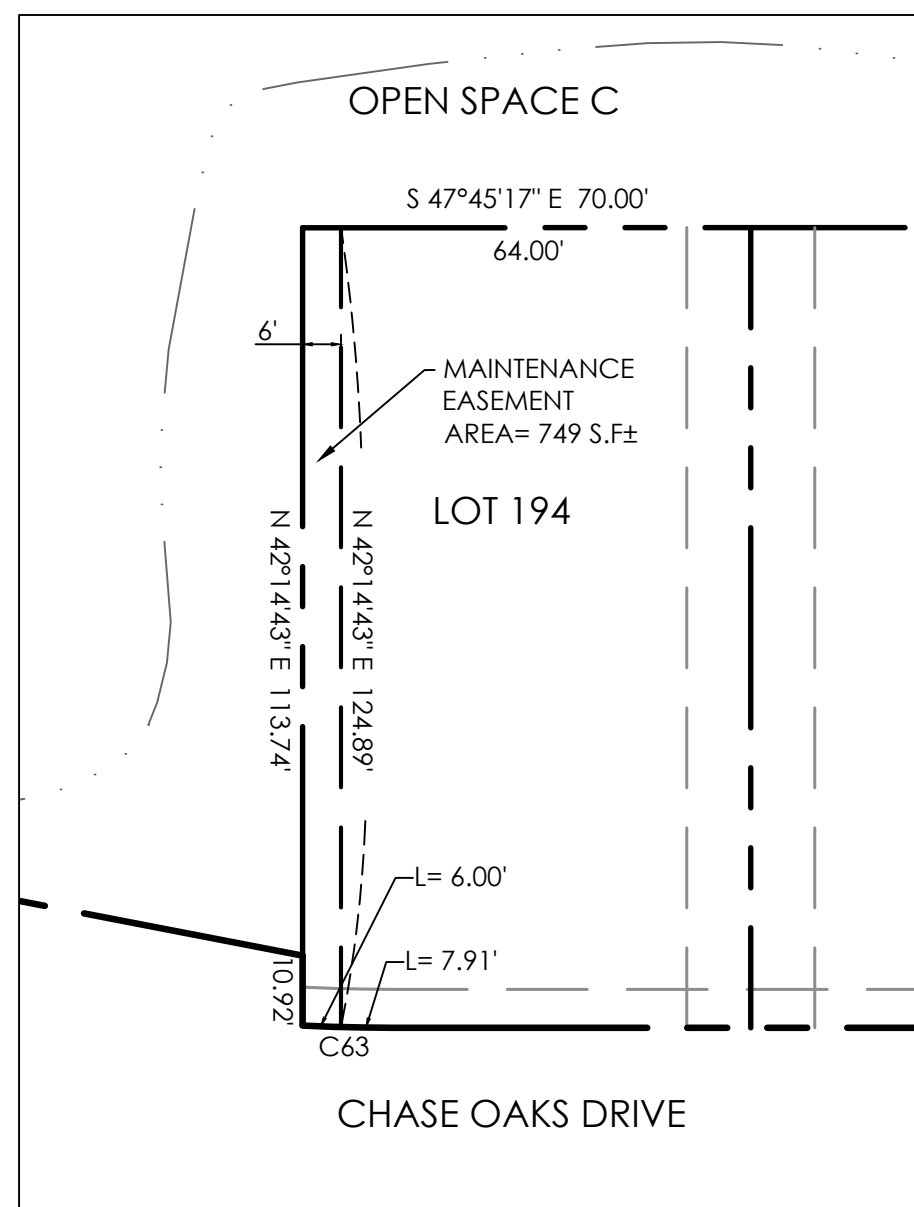 OPEN SPACE C
S 47°45'17" E 70.00'
64.00'
6'
MAINTENANCE
EASEMENT
AREA= 749 S.F±
LOT 194
N 42°14'43" E 113.74'
N 42°14'43" E 124.89'
L= 6.00'
L= 7.91'
10.92'
C63
CHASE OAKS DRIVE